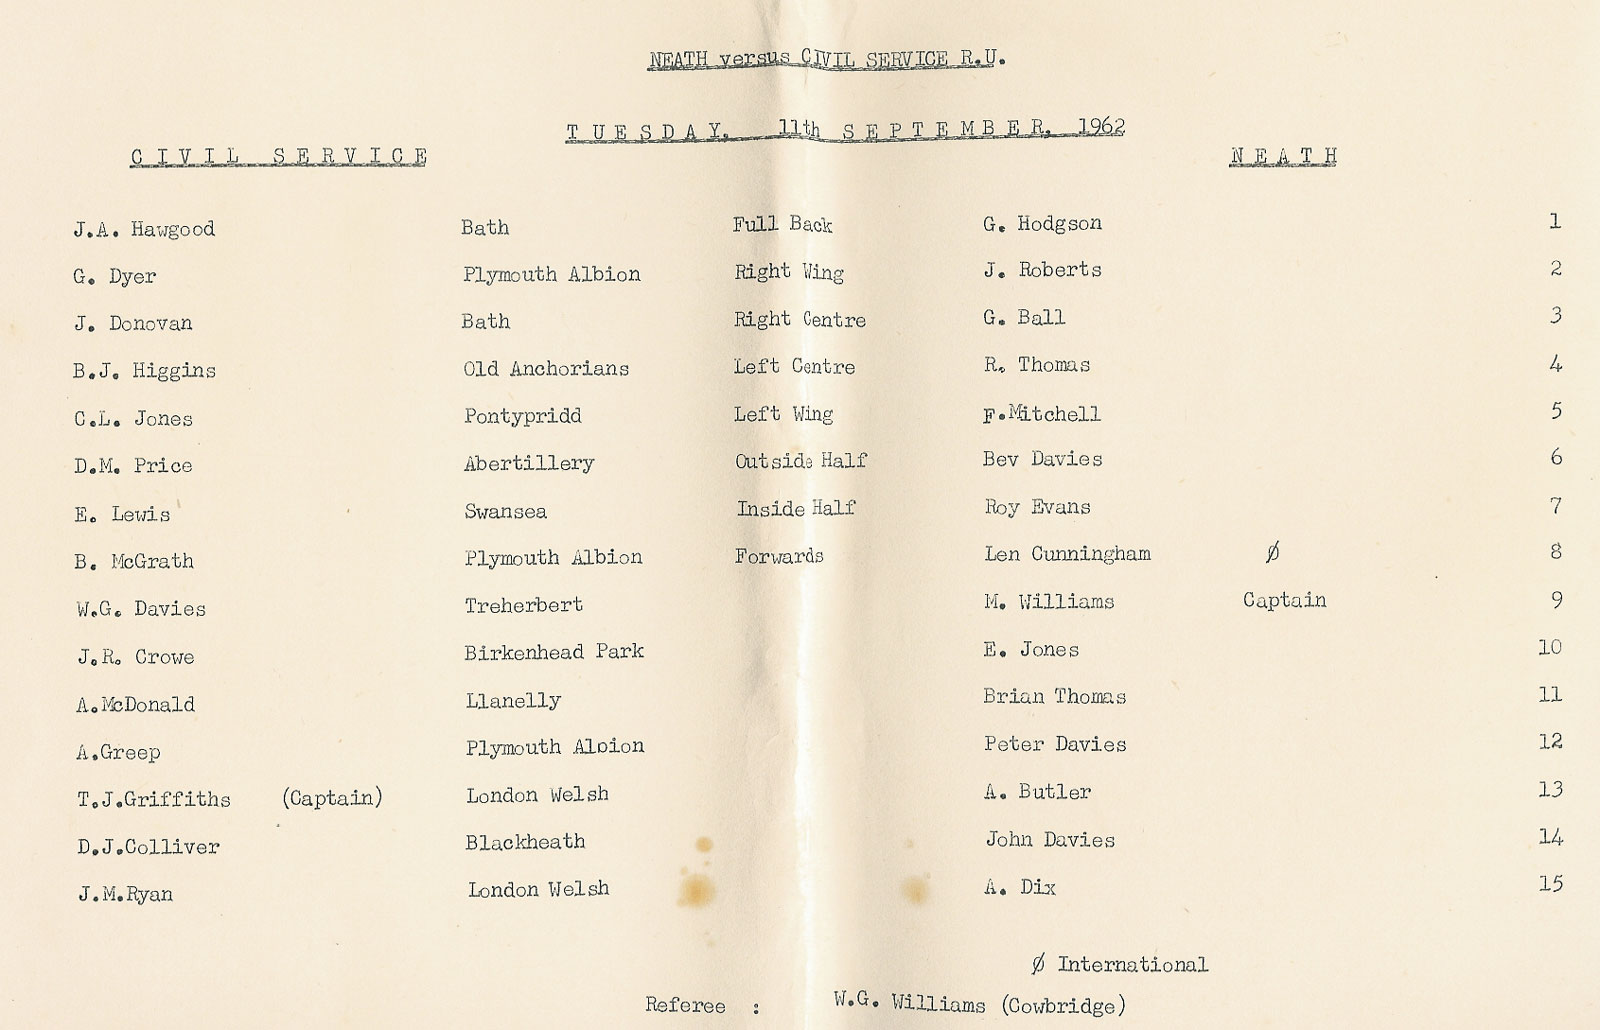 NEATH versus CIVIL SERVICE R.U.
TUESDAY, 11th SEPTEMBER, 1962
CIVIL SERVICE NEATH
J.A. Hawgood Bath Full Back G. Hodgson 1
G. Dyer Plymouth Albion Right Wing J. Roberts 2
J. Donovan Bath Right Centre G. Ball 3
B.J. Higgins Old Anchorians Left Centre R. Thomas 4
C.L. Jones Pontypridd Left Wing F.Mitchell 5
D.M. Price Abertillery Outside Half Bev Davies 6
E. Lewis Swansea Inside Half Roy Evans 7
B. McGrath Plymouth Albion Forwards Len Cunningham Ø 8
W.G. Davies Treherbert M. Williams Captain 9
J.R. Crowe Birkenhead Park E. Jones 10
A.McDonald Llanelly Brian Thomas 11
A.Greep Plymouth Albion Peter Davies 12
T.J.Griffiths (Captain) London Welsh A. Butler 13
D.J.Colliver Blackheath John Davies 14
J.M.Ryan London Welsh A. Dix 15
Ø International
Referee : W.G. Williams (Cowbridge)